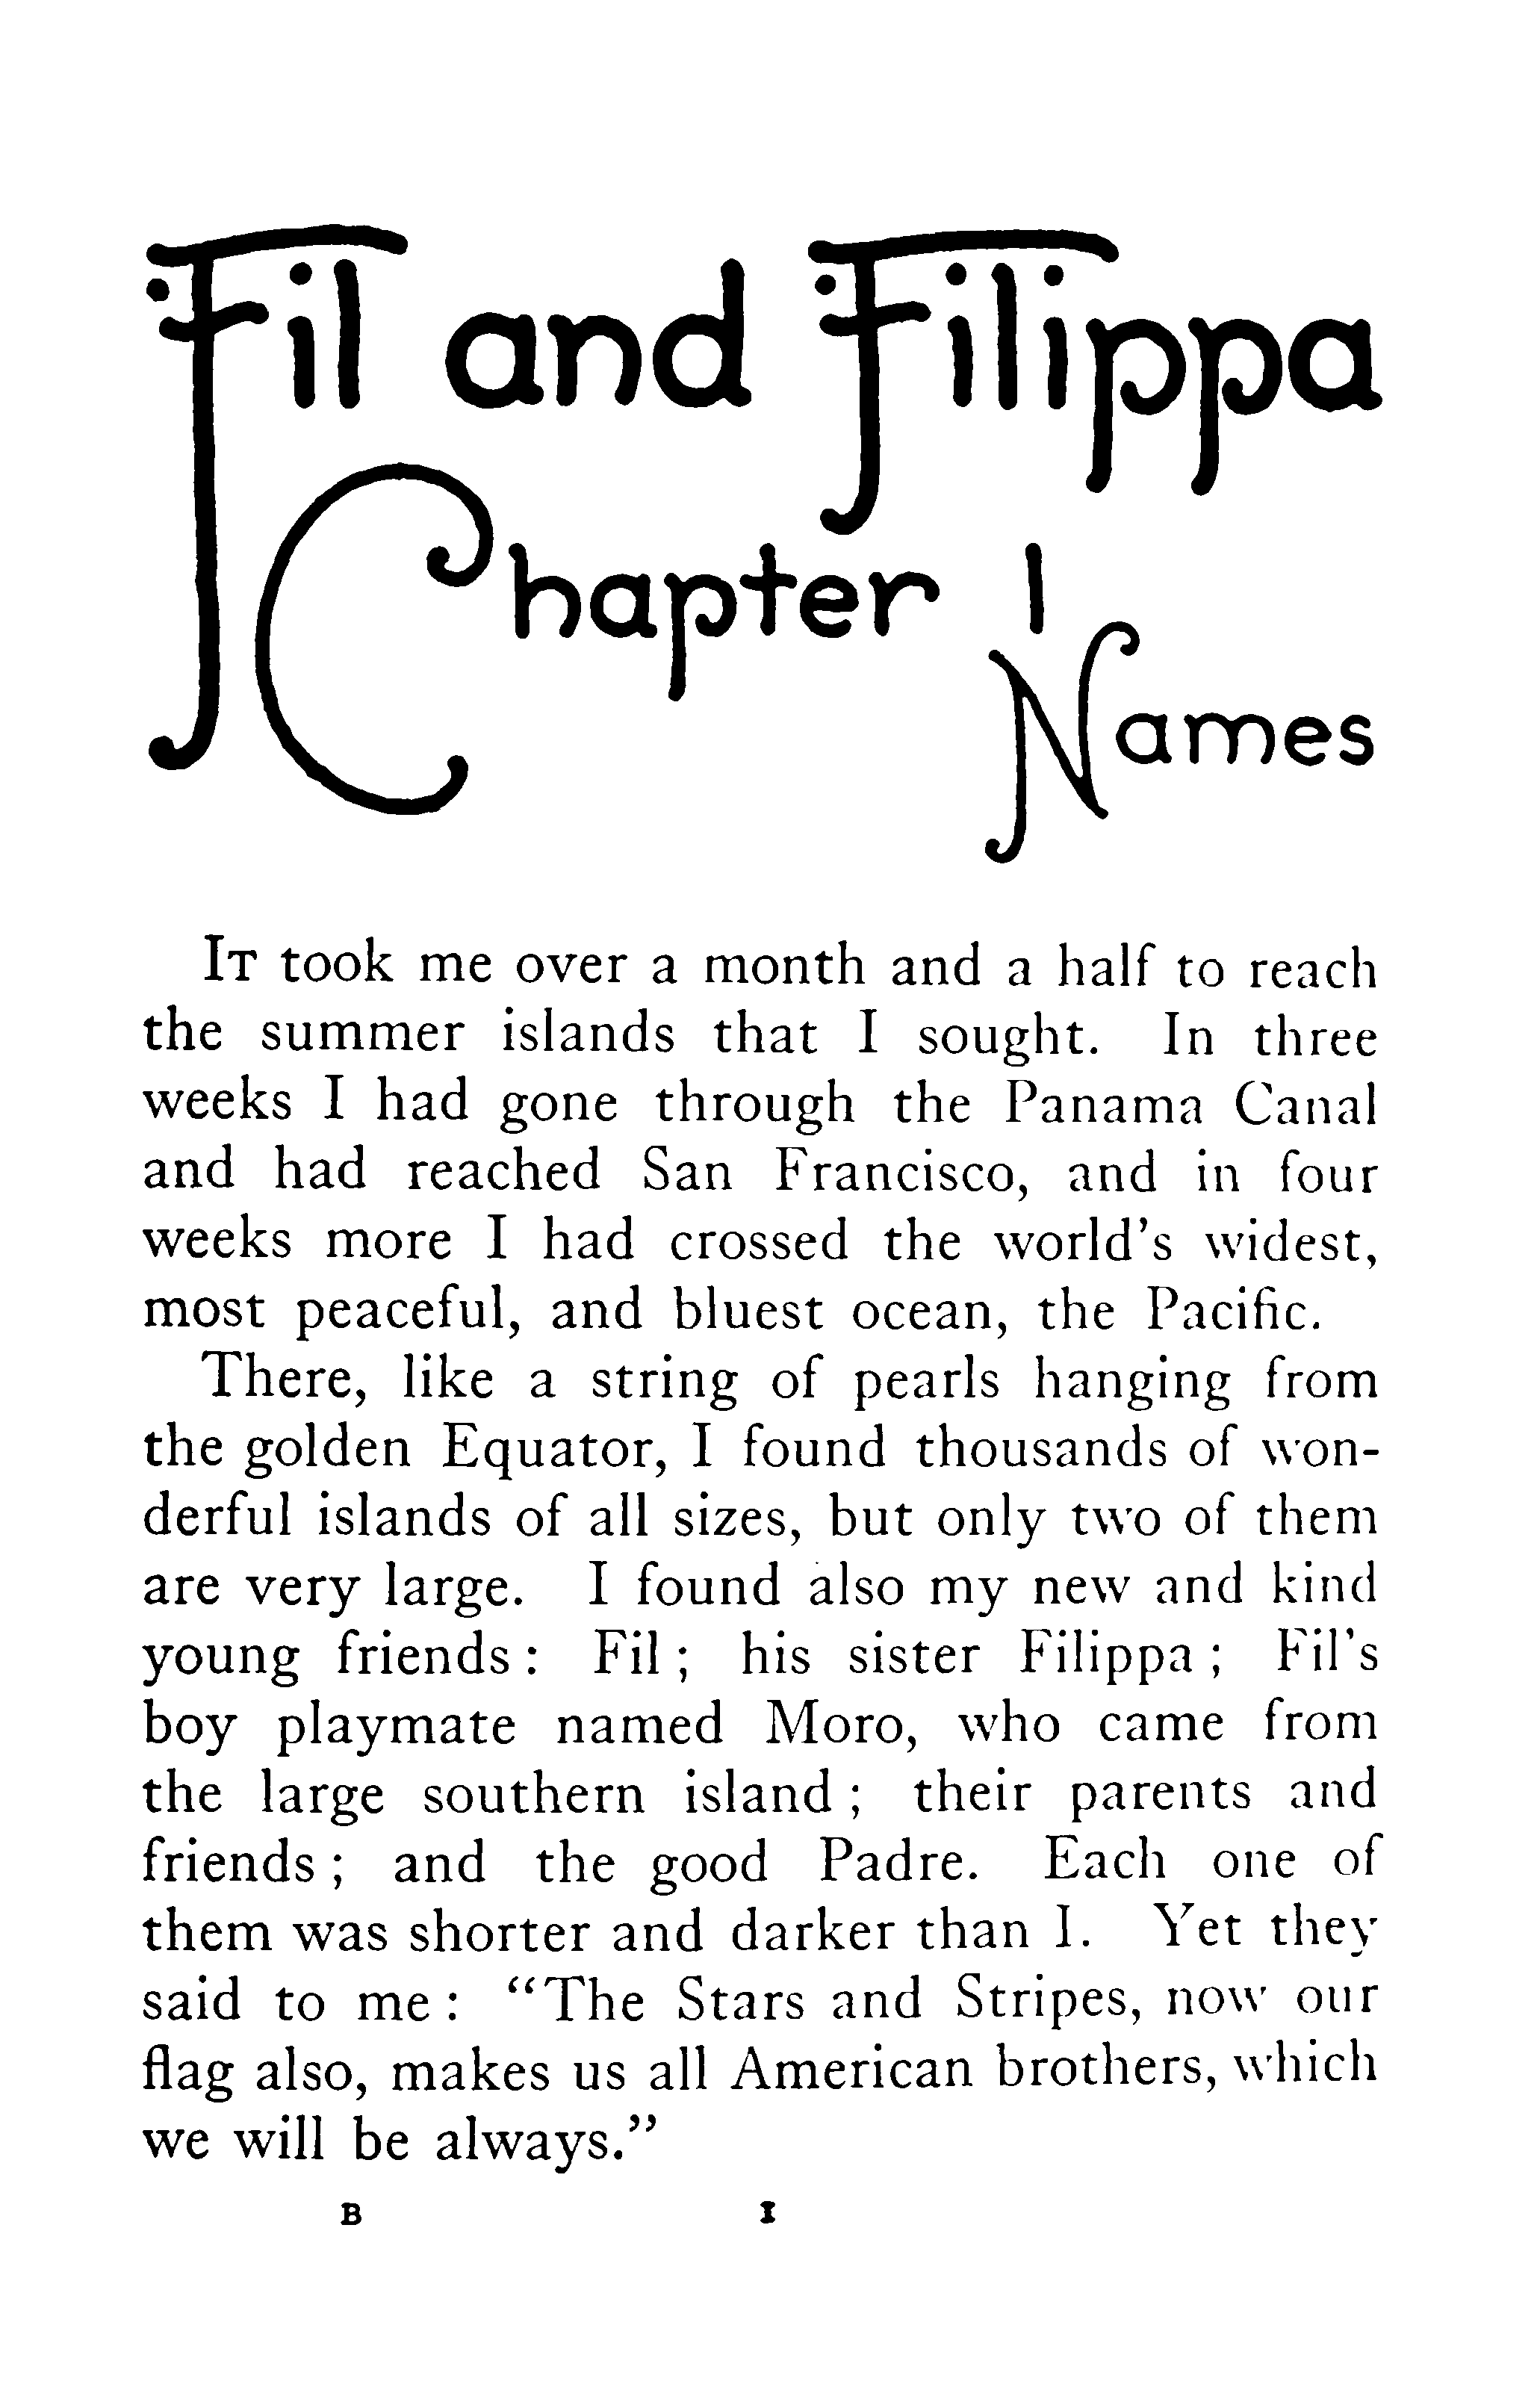 Fil and Filippa
Chapter I
Names
It took me over a month and a half to reach
the summer islands that I sought. In three
weeks I had gone through the Panama Canal
and had reached San Francisco, and in four
weeks more I had crossed the world's widest,
most peaceful, and bluest ocean, the Pacific.
There, like a string of pearls hanging from
the golden Equator, I found thousands of won-
derful islands of all sizes, but only two of them
are very large. I found also my new and kind
young friends: Fil; his sister Filippa; Fil's
boy playmate named Moro, who came from
the large southern island; their parents and
friends; and the good Padre. Each one of
them was shorter and darker than I. Yet they
said to me: "The Stars and Stripes, now our
flag also, makes us all American brothers, which
we will be always."
B 1